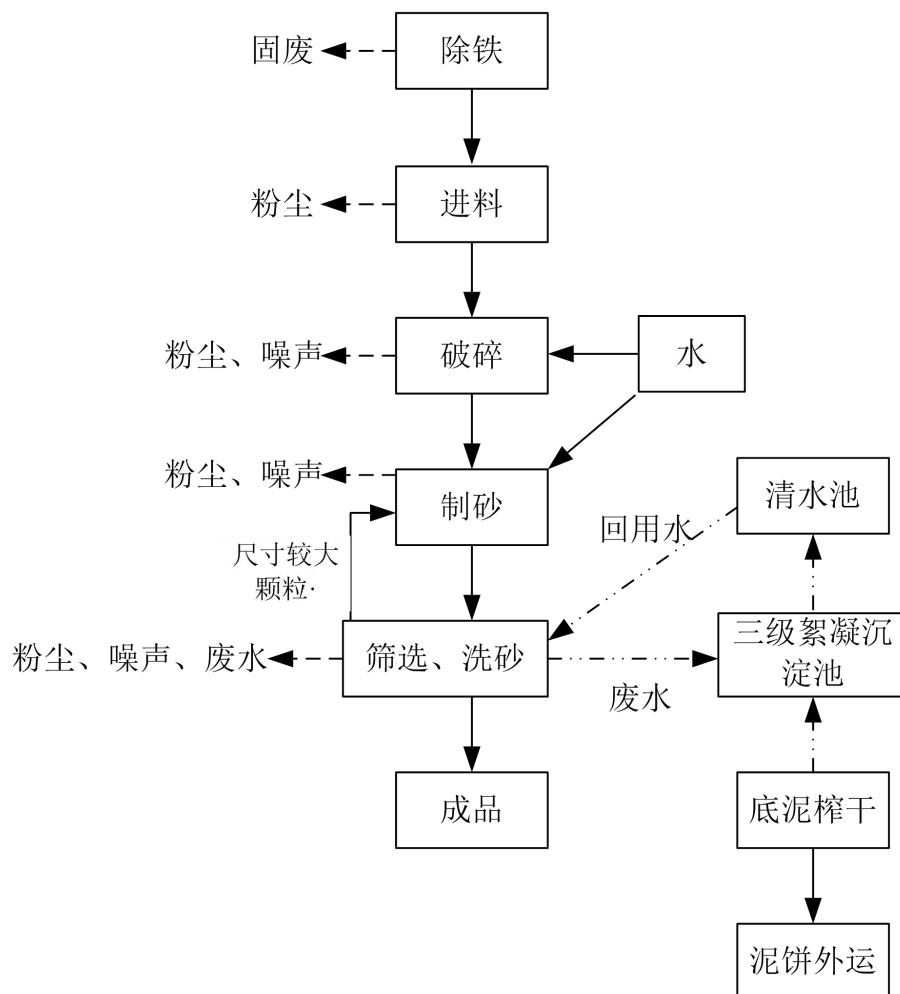 固废
除铁
粉尘
进料
粉尘、噪声
破碎
水
粉尘、噪声
制砂
清水池
回用水
尺寸较大
颗粒·
粉尘、噪声、废水
筛选、洗砂
三级絮凝沉
淀池
废水
成品
底泥榨干
泥饼外运